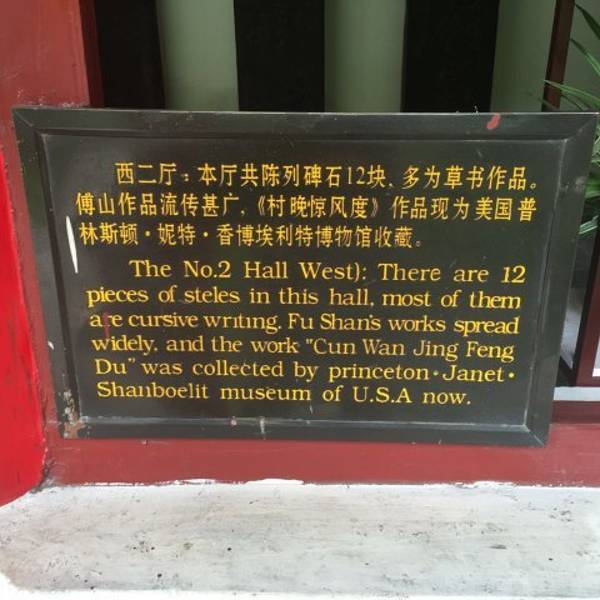 西二厅：本厅共陈列碑石12块，多为草书作品。
傅山作品流传甚广，《村晚惊风度》作品现为美国普
林斯顿·妮特·香博埃利特博物馆收藏。
The No.2 Hall West): There are 12
pieces of steles in this hall, most of them
are cursive writing. Fu Shan's works spread
widely, and the work "Cun Wan Jing Feng
Du" was collected by princeton·Janet·
Shanboelit museum of U.S.A now.